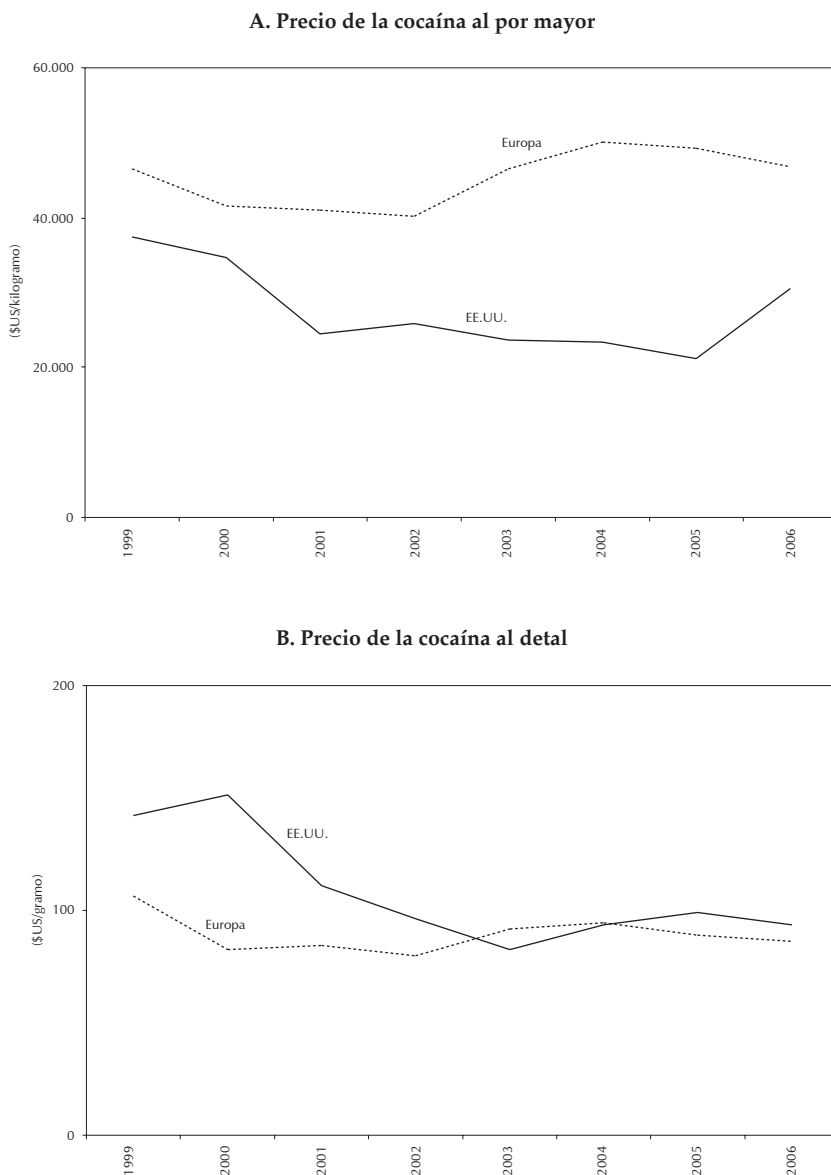 A. Precio de la cocaína al por mayor
60.000
Europa
40.000
($US/kilogramo)
EE.UU.
20.000
0
1999
2000
2001
2002
2003
2004
2005
2006
B. Precio de la cocaína al detal
200
EE.UU.
100
Europa
($US/gramo)
0
1999
2000
2001
2002
2003
2004
2005
2006